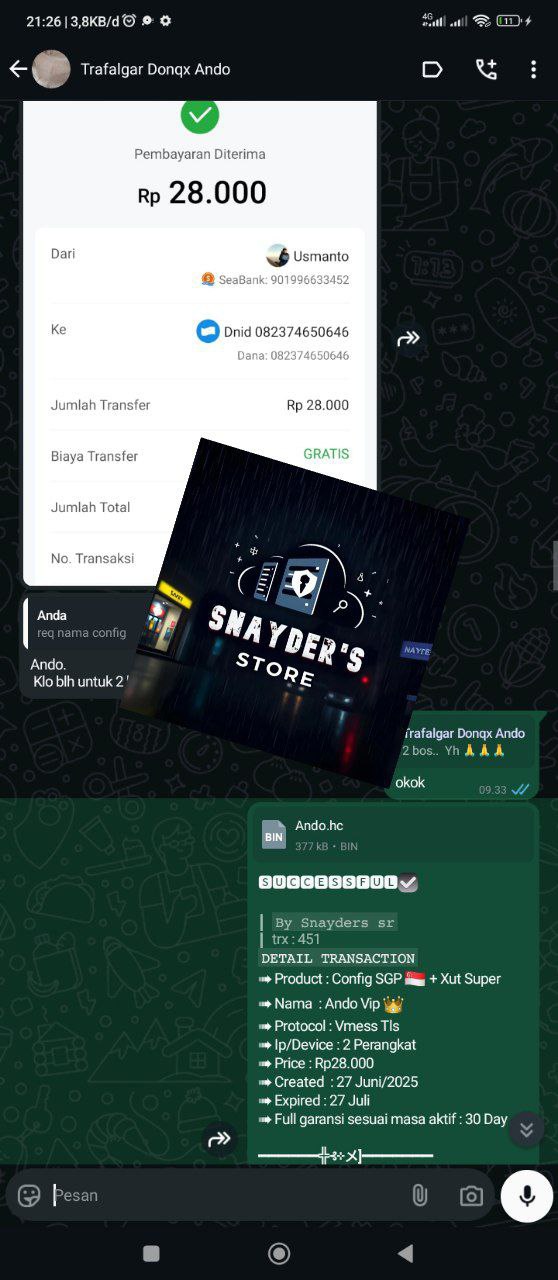 21:26 | 3,8KB/d
4G
11
Trafalgar Donqx Ando
Pembayaran Diterima
Rp 28.000
Dari
Usmanto
SeaBank: 901996633452
Ke
Dnid 082374650646
Dana: 082374650646
Jumlah Transfer
Rp 28.000
Biaya Transfer
GRATIS
Jumlah Total
No. Transaksi
SNAYDER'S
STORE
NAYTE
Anda
req nama config
Ando.
Klo blh untuk 2
Trafalgar Donqx Ando
2 bos.. Yh 🙏🙏🙏
okok
09.33
BIN
Ando.hc
377 kB • BIN
🆂🆄🅲🅲🅴🆂🆂🅵🆄🅻☑️
By Snayders sr
trx : 451
DETAIL TRANSACTION
➠ Product : Config SGP 🇸🇬 + Xut Super
➠ Nama : Ando Vip 👑
➠ Protocol : Vmess Tls
➠ Ip/Device : 2 Perangkat
➠ Price : Rp28.000
➠ Created : 27 Juni/2025
➠ Expired : 27 Juli
➠ Full garansi sesuai masa aktif : 30 Day
Pesan